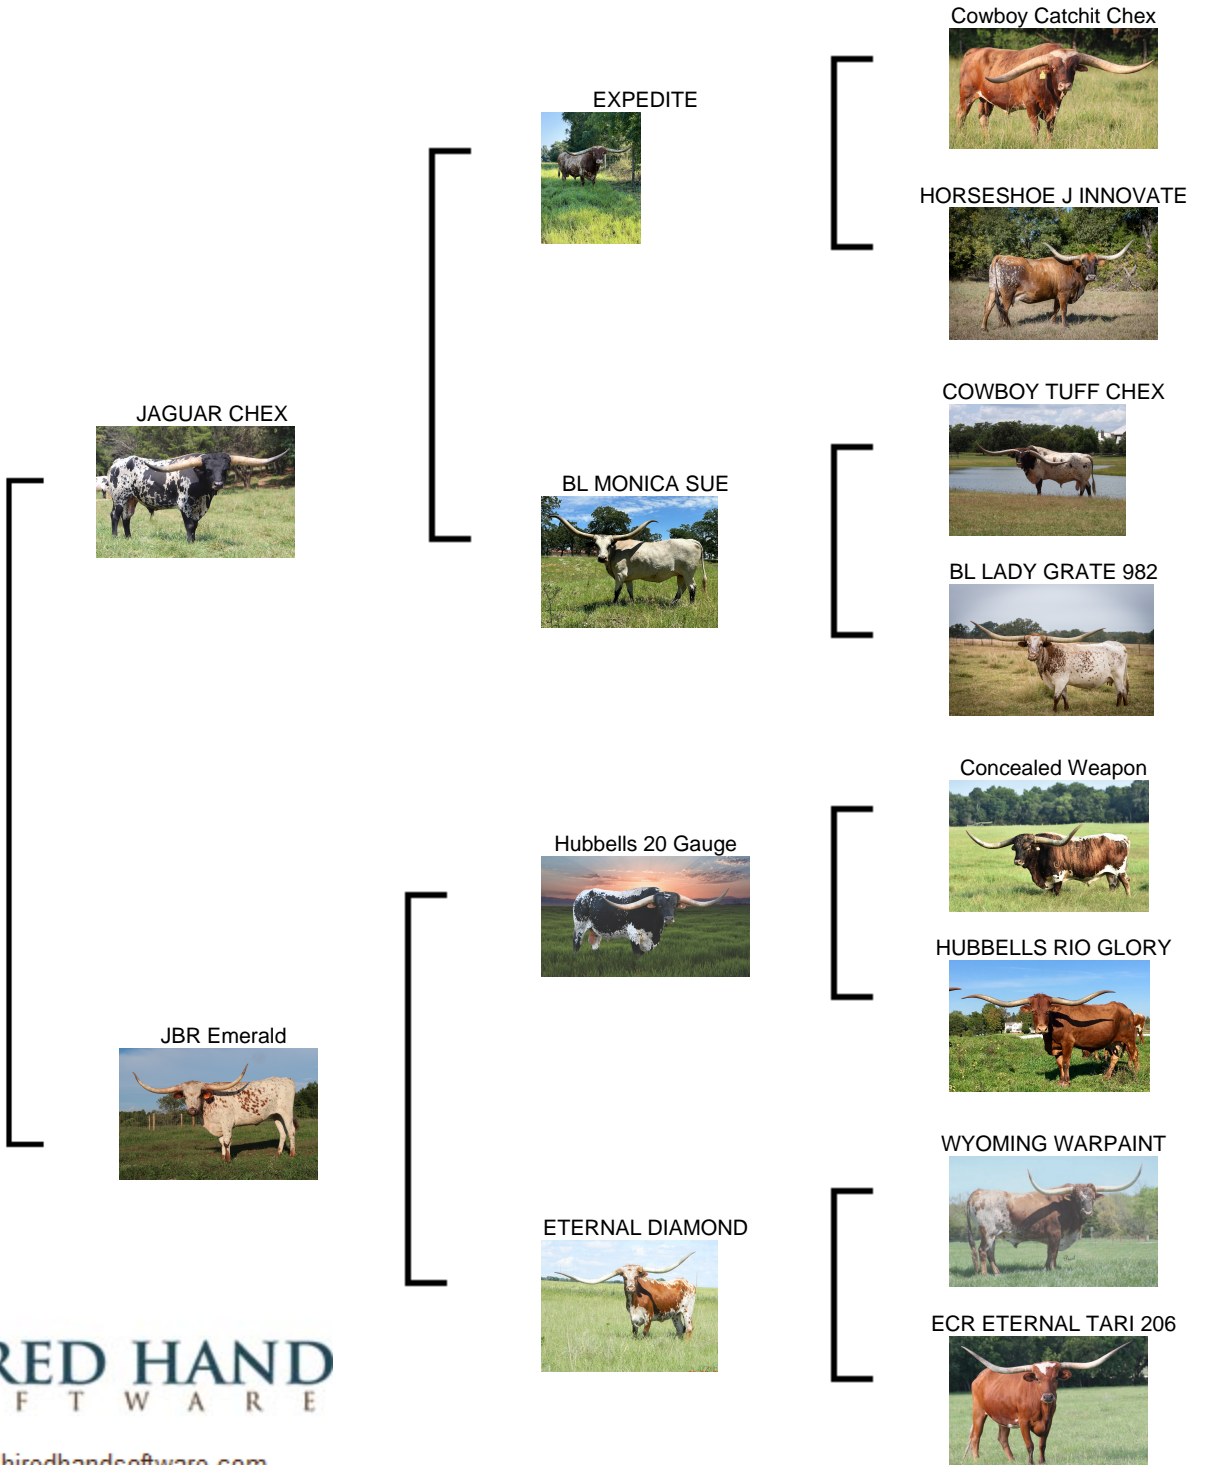 Cowboy Catchit Chex
EXPEDITE
HORSESHOE J INNOVATE
JAGUAR CHEX
COWBOY TUFF CHEX
BL MONICA SUE
BL LADY GRATE 982
Concealed Weapon
Hubbells 20 Gauge
HUBBELLS RIO GLORY
JBR Emerald
WYOMING WARPAINT
ETERNAL DIAMOND
ECR ETERNAL TARI 206
RED HAND
F T W A R E
hiredhandsoftware.com